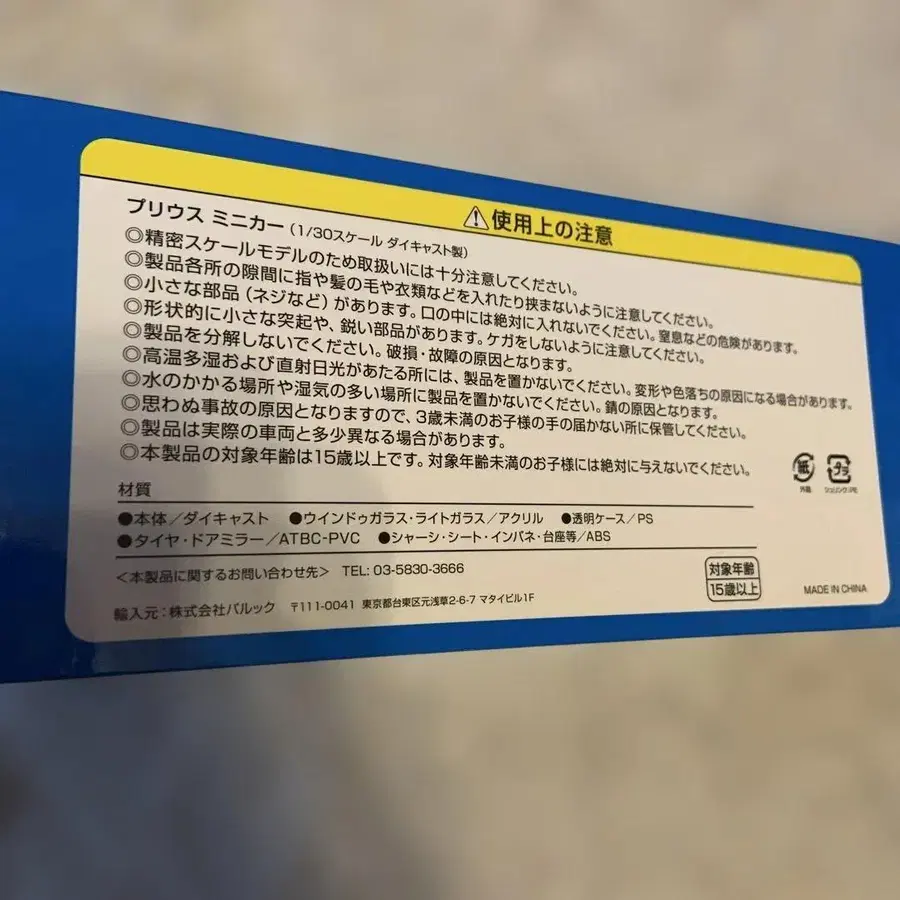 ⚠使用上の注意
プリウス ミニカー(1/30スケール ダイキャスト製)
◎精密スケールモデルのため取扱いには十分注意してください。
◎製品各所の隙間に指や髪の毛や衣類などを入れたり挟まないように注意してください。
◎小さな部品(ネジなど)があります。口の中には絶対に入れないでください。窒息などの危険があります。
◎形状的に小さな突起や、鋭い部品があります。ケガをしないように注意してください。
◎製品を分解しないでください。破損・故障の原因となります。
◎高温多湿および直射日光があたる所には、製品を置かないでください。変形や色落ちの原因になる場合があります。
◎水のかかる場所や湿気の多い場所に製品を置かないでください。錆の原因となります。
◎思わぬ事故の原因となりますので、3歳未満のお子様の手の届かない所に保管してください。
◎製品は実際の車両と多少異なる場合があります。
◎本製品の対象年齢は15歳以上です。対象年齢未満のお子様には絶対に与えないでください。
紙 プラ
外箱 シュリンク:PE
材質
●本体/ダイキャスト ●ウインドゥガラス・ライトガラス/アクリル ●透明ケース/PS
●タイヤ・ドアミラー/ATBC-PVC ●シャーシ・シート・インパネ・台座等/ABS
<本製品に関するお問い合わせ先> TEL: 03-5830-3666
輸入元:株式会社バルック 〒111-0041 東京都台東区元浅草2-6-7 マタイビル1F
対象年齢
15歳以上
MADE IN CHINA